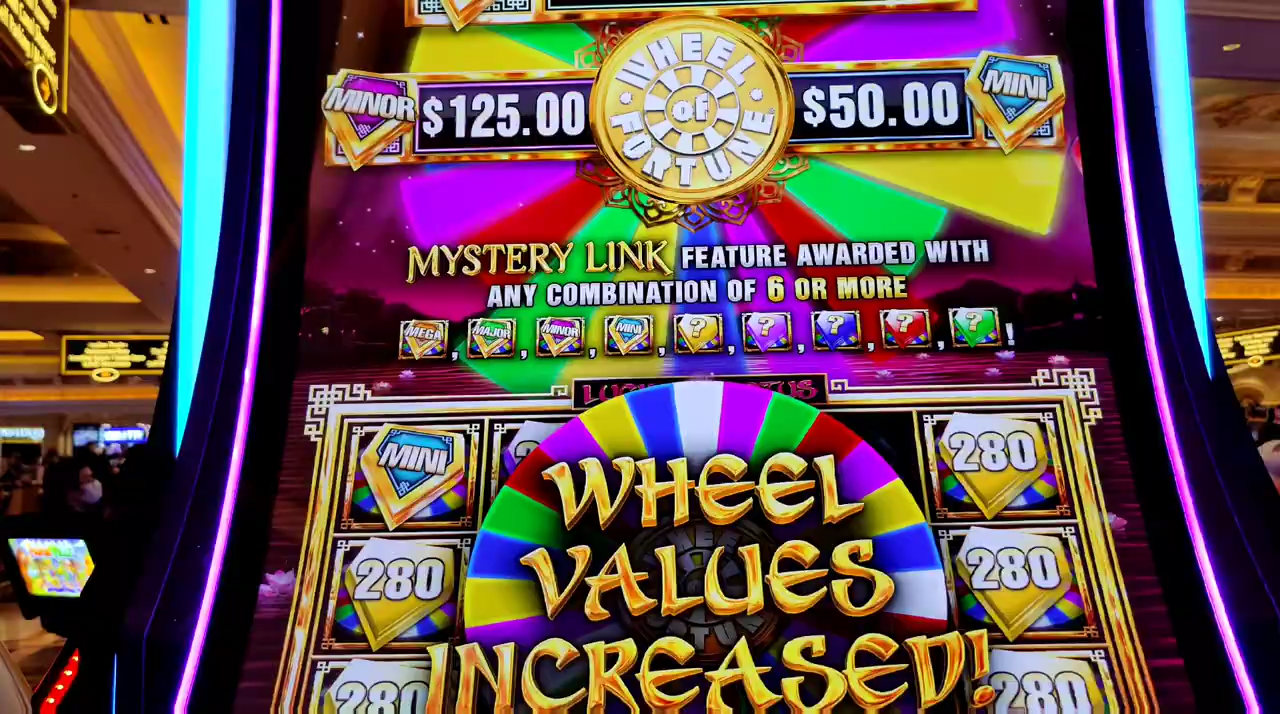 MINOR
$125.00
WHEEL
of
FORTUNE
$50.00
MINI
MYSTERY LINK FEATURE AWARDED WITH
ANY COMBINATION OF 6 OR MORE
MEGA, MAJOR, MINOR, MINI, ?, ?, ?, ?, ?!
MINI
280
280
280
280
280
WHEEL
VALUES
INCREASED!